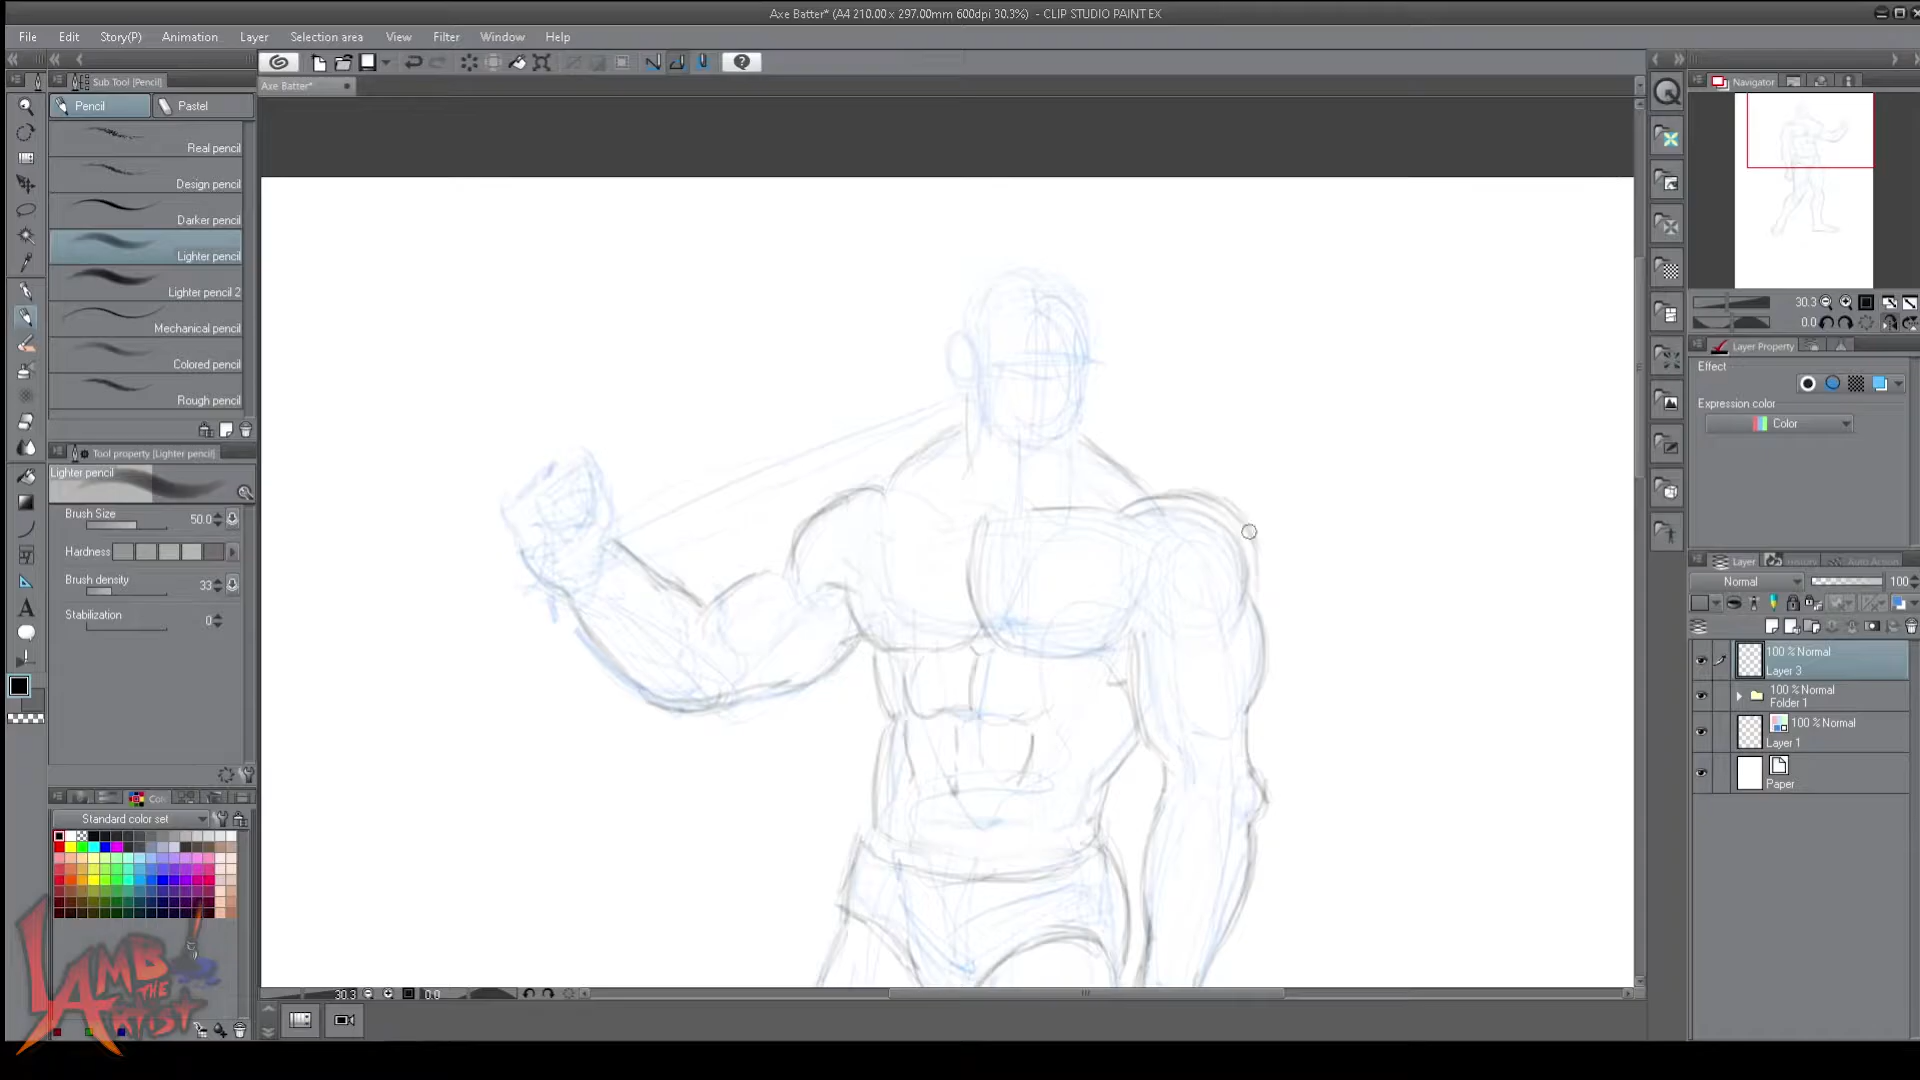 Axe Batter* (A4 210.00 x 297.00mm 600dpi 30.3%)  - CLIP STUDIO PAINT EX
File Edit Story(P) Animation Layer Selection area View Filter Window Help
Sub Tool [Pencil]
Axe Batter*
Navigator
Pencil Pastel
Real pencil
Design pencil
Darker pencil
Lighter pencil
Lighter pencil 2
Mechanical pencil
Colored pencil
Rough pencil
Tool property [Lighter pencil]
Lighter pencil
Brush Size 50.0
Hardness
Brush density 33
Stabilization 0
Standard color set
LAMB
THE
ARTIST
30.3 0.0
30.3
0.0
Layer Property
Effect
Expression color
Color
Layer
Normal 100
100 % Normal
Layer 3
100 % Normal
Folder 1
100 % Normal
Layer 1
Paper